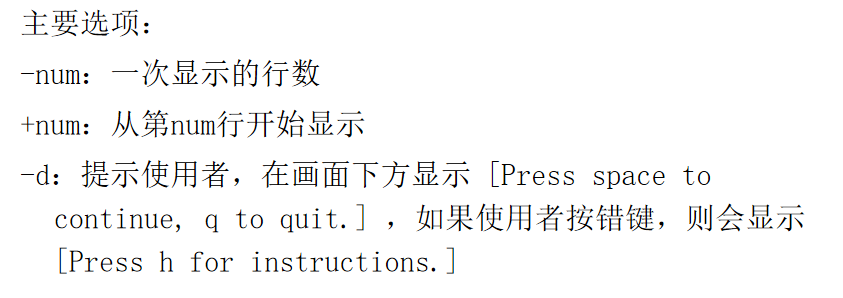 主要选项：
-num：一次显示的行数
+num：从第num行开始显示
-d：提示使用者，在画面下方显示 [Press space to
continue, q to quit.] ，如果使用者按错键，则会显示
[Press h for instructions.]